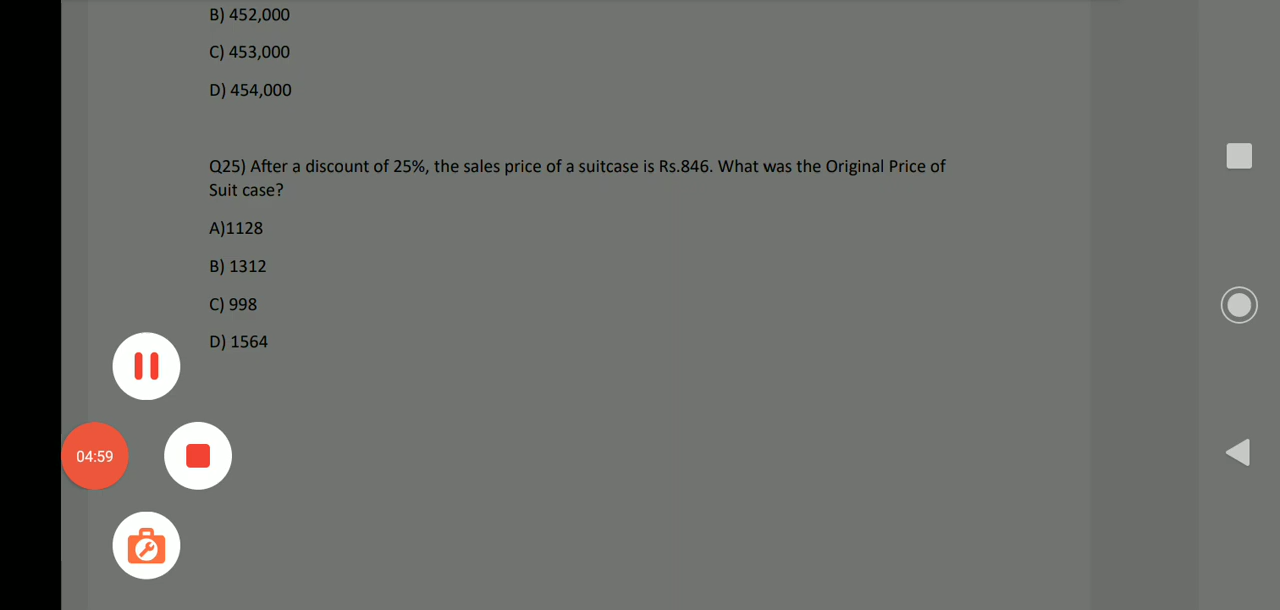 B) 452,000
C) 453,000
D) 454,000
Q25) After a discount of 25%, the sales price of a suitcase is Rs.846. What was the Original Price of
Suit case?
A)1128
B) 1312
C) 998
D) 1564
04:59